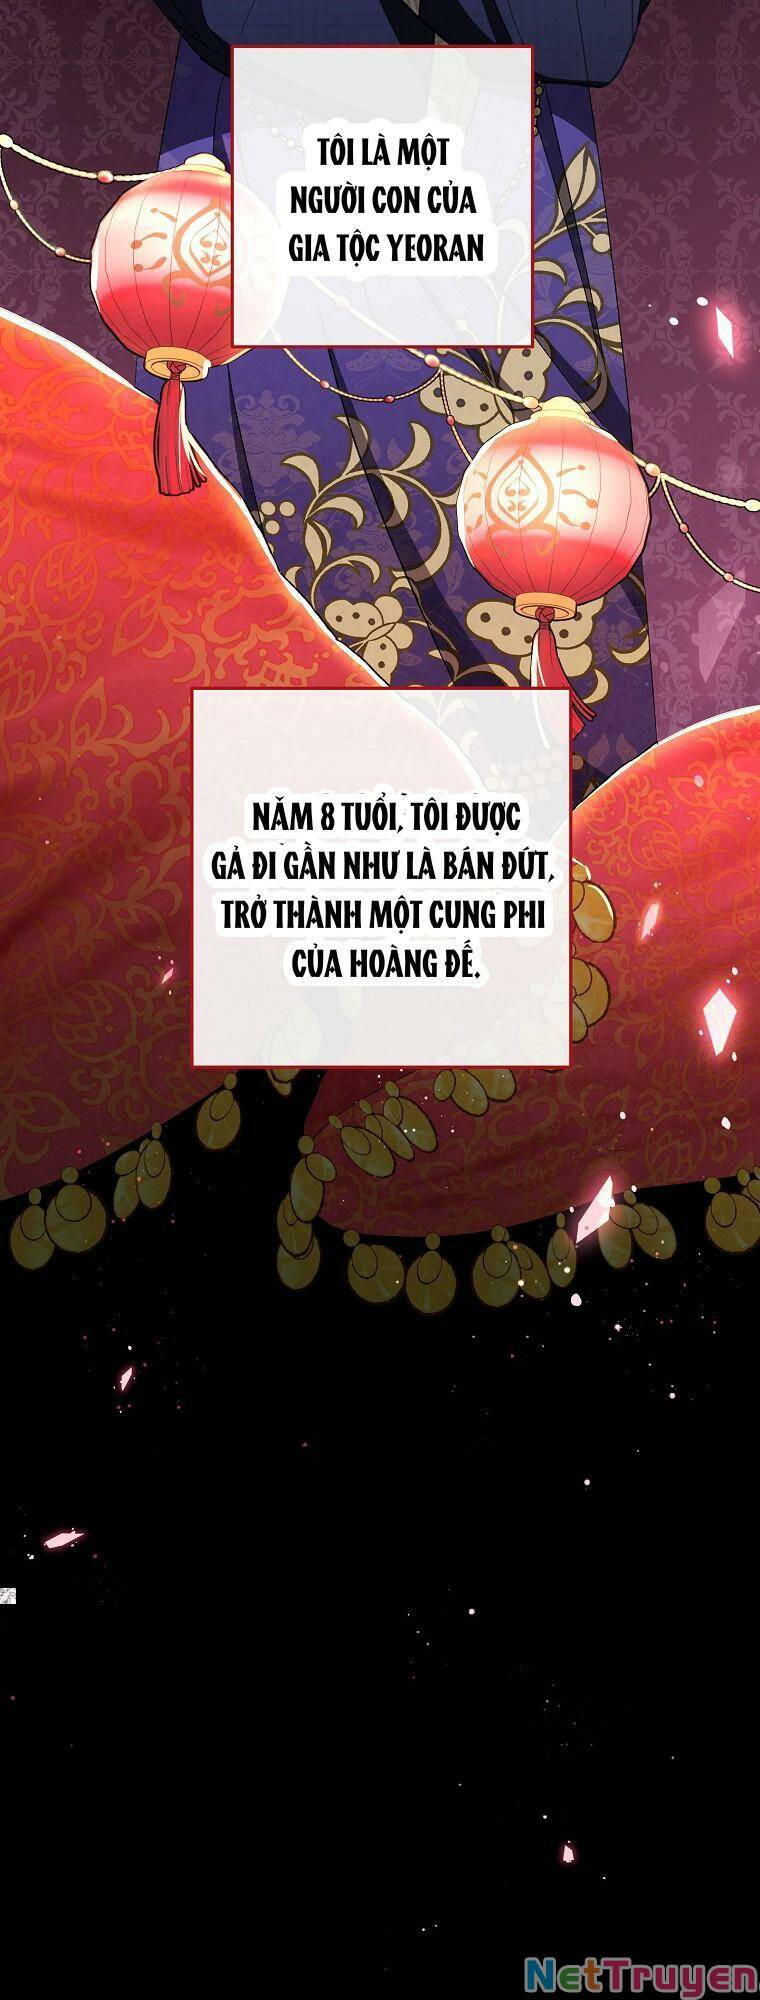 TÔI LÀ MỘT
NGƯỜI CON CỦA
GIA TỘC YEORAN
NĂM 8 TUỔI, TÔI ĐƯỢC
GẢ ĐI GẦN NHƯ LÀ BÁN ĐỨT,
TRỞ THÀNH MỘT CUNG PHI
CỦA HOÀNG ĐẾ.
NetTruyen